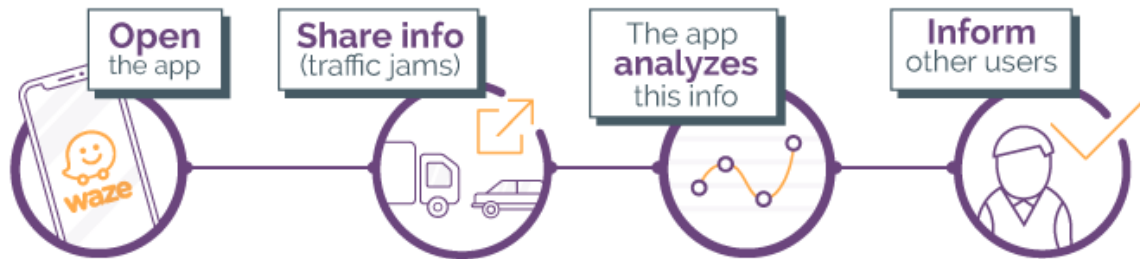 Open
the app
waze
Share info
(traffic jams)
The app
analyzes
this info
Inform
other users